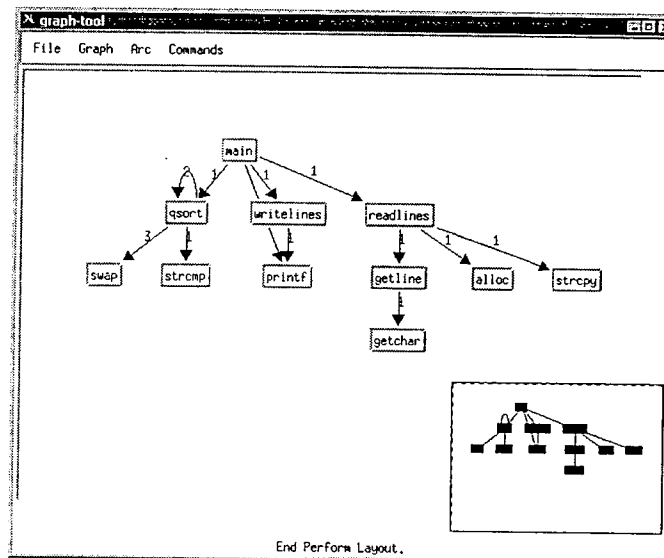 graph-tool
File Graph Arc Commands
main
2 1 1 1
qsort writelines readlines
3 1 1 1 1 1
swap strcmp printf getline alloc strcpy
1
getchar
End Perform Layout.